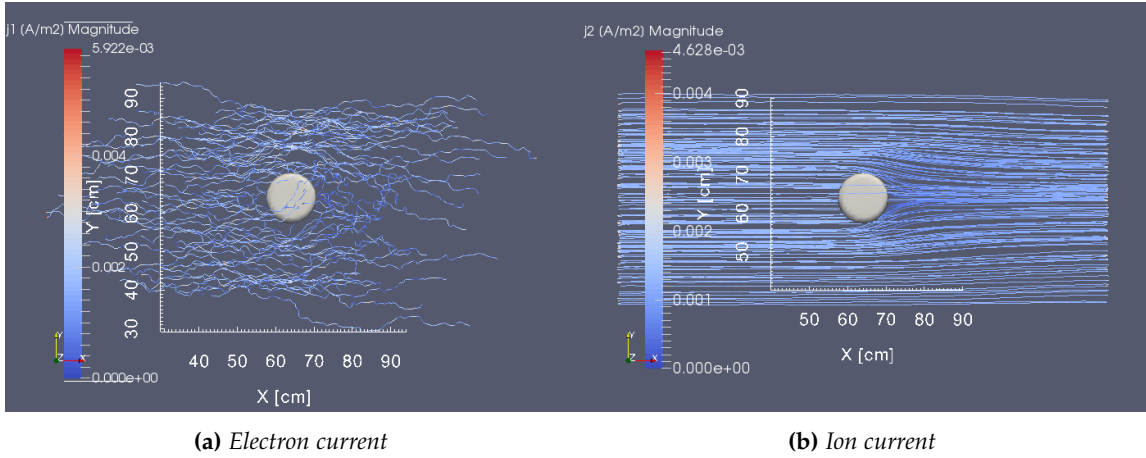 j1 [A/m2] Magnitude
5.922e-03
0.004
0.002
0.000e+00
Y [cm]
90
80
70
60
50
40
30
40 50 60 70 80 90
X [cm]
Y
Z X
j2 [A/m2] Magnitude
4.628e-03
0.004
0.003
0.002
0.001
0.000e+00
Y [cm]
90
80
70
60
50
50 60 70 80 90
X [cm]
Y
Z X
(a) Electron current
(b) Ion current